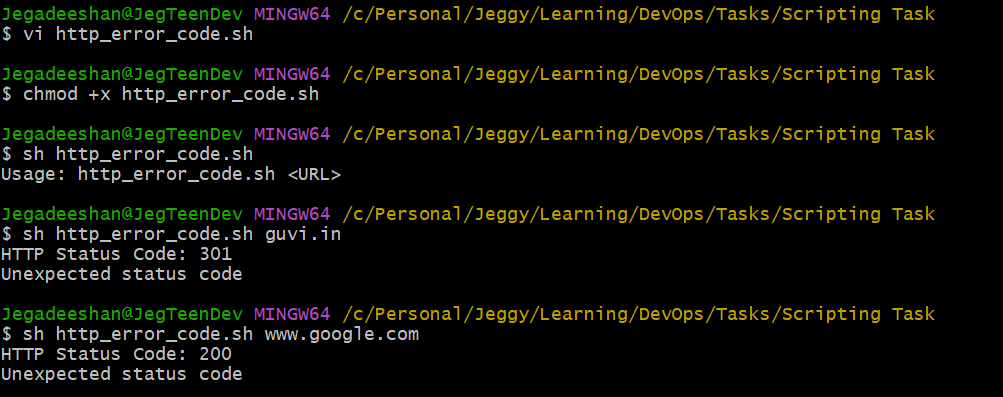 Jegadeeshan@JegTeenDev MINGW64 /c/Personal/Jeggy/Learning/DevOps/Tasks/Scripting Task
$ vi http_error_code.sh
Jegadeeshan@JegTeenDev MINGW64 /c/Personal/Jeggy/Learning/DevOps/Tasks/Scripting Task
$ chmod +x http_error_code.sh
Jegadeeshan@JegTeenDev MINGW64 /c/Personal/Jeggy/Learning/DevOps/Tasks/Scripting Task
$ sh http_error_code.sh
Usage: http_error_code.sh <URL>
Jegadeeshan@JegTeenDev MINGW64 /c/Personal/Jeggy/Learning/DevOps/Tasks/Scripting Task
$ sh http_error_code.sh guvi.in
HTTP Status Code: 301
Unexpected status code
Jegadeeshan@JegTeenDev MINGW64 /c/Personal/Jeggy/Learning/DevOps/Tasks/Scripting Task
$ sh http_error_code.sh www.google.com
HTTP Status Code: 200
Unexpected status code